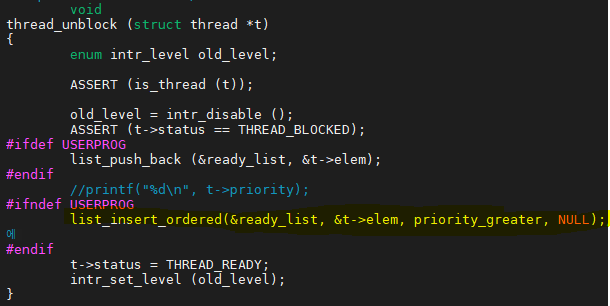 void
thread_unblock (struct thread *t)
{
enum intr_level old_level;
ASSERT (is_thread (t));
old_level = intr_disable ();
ASSERT (t->status == THREAD_BLOCKED);
#ifdef USERPROG
list_push_back (&ready_list, &t->elem);
#endif
//printf("%d\n", t->priority);
#ifndef USERPROG
list_insert_ordered(&ready_list, &t->elem, priority_greater, NULL);
에
#endif
t->status = THREAD_READY;
intr_set_level (old_level);
}